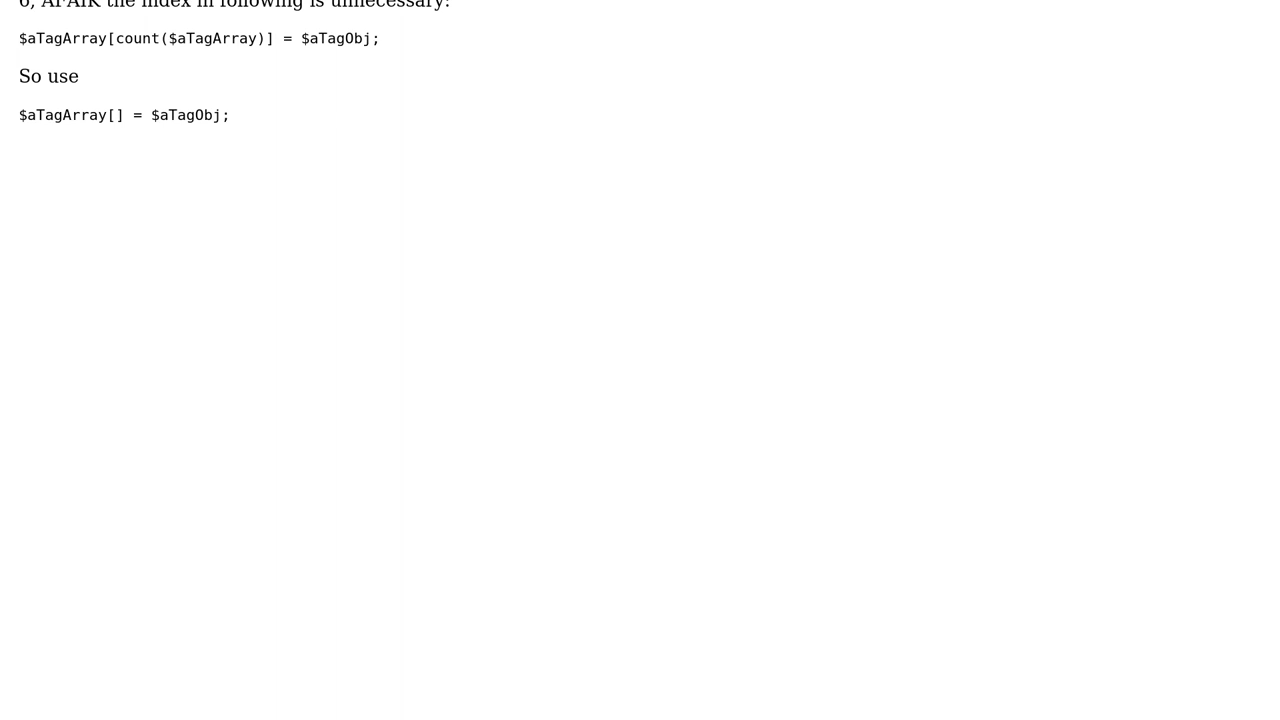 6, AFAIK the index in following is unnecessary:
$aTagArray[count($aTagArray)] = $aTagObj;
So use
$aTagArray[] = $aTagObj;